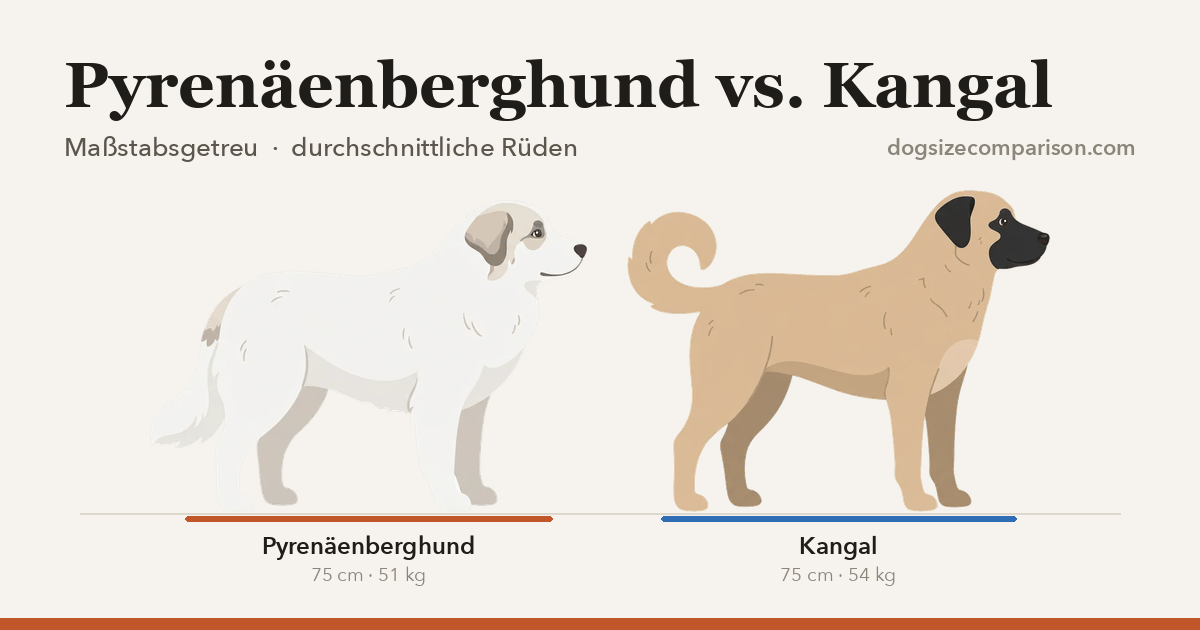 Pyrenäenberghund vs. Kangal
Maßstabsgetreu · durchschnittliche Rüden
dogsizecomparison.com
Pyrenäenberghund
75 cm · 51 kg
Kangal
75 cm · 54 kg